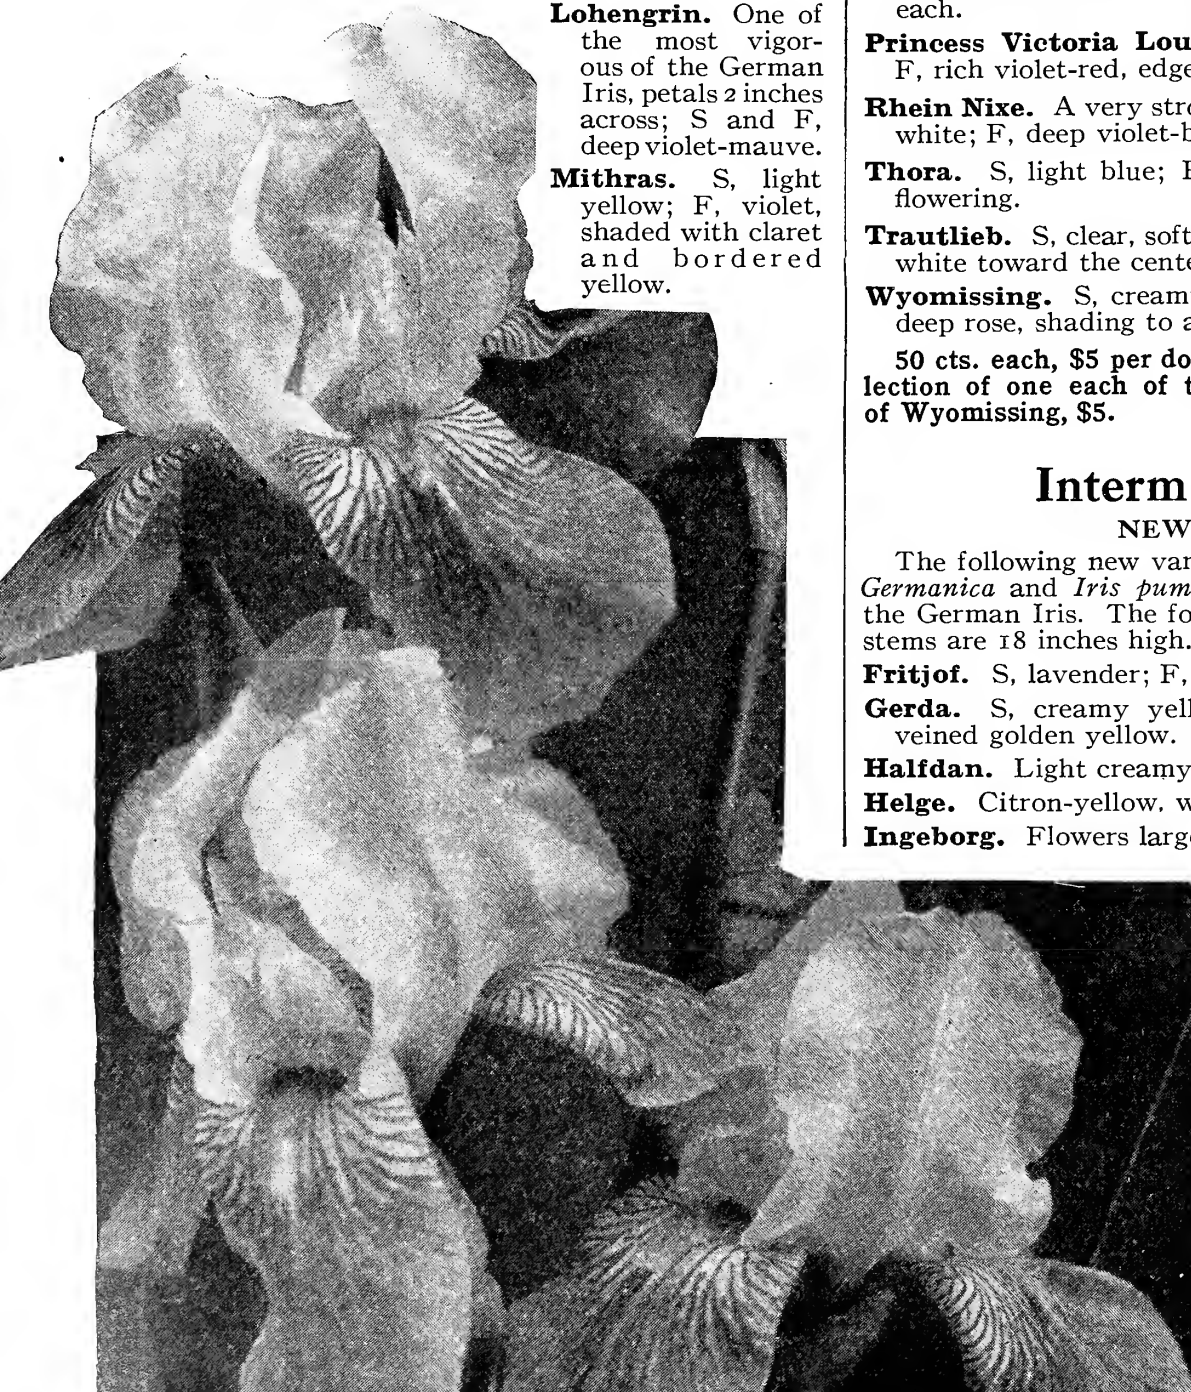 Lohengrin. One of
the most vigor-
ous of the German
Iris, petals 2 inches
across; S and F,
deep violet-mauve.
Mithras. S, light
yellow; F, violet,
shaded with claret
and bordered
yellow.
each.
Princess Victoria Lou
F, rich violet-red, edge
Rhein Nixe. A very stro
white; F, deep violet-b
Thora. S, light blue; F
flowering.
Trautlieb. S, clear, soft
white toward the cente
Wyomissing. S, cream
deep rose, shading to a
50 cts. each, $5 per do
lection of one each of t
of Wyomissing, $5.
Interm
NEW
The following new var
Germanica and Iris pum
the German Iris. The fo
stems are 18 inches high.
Fritjof. S, lavender; F,
Gerda. S, creamy yell
veined golden yellow.
Halfdan. Light creamy
Helge. Citron-yellow, w
Ingeborg. Flowers larg